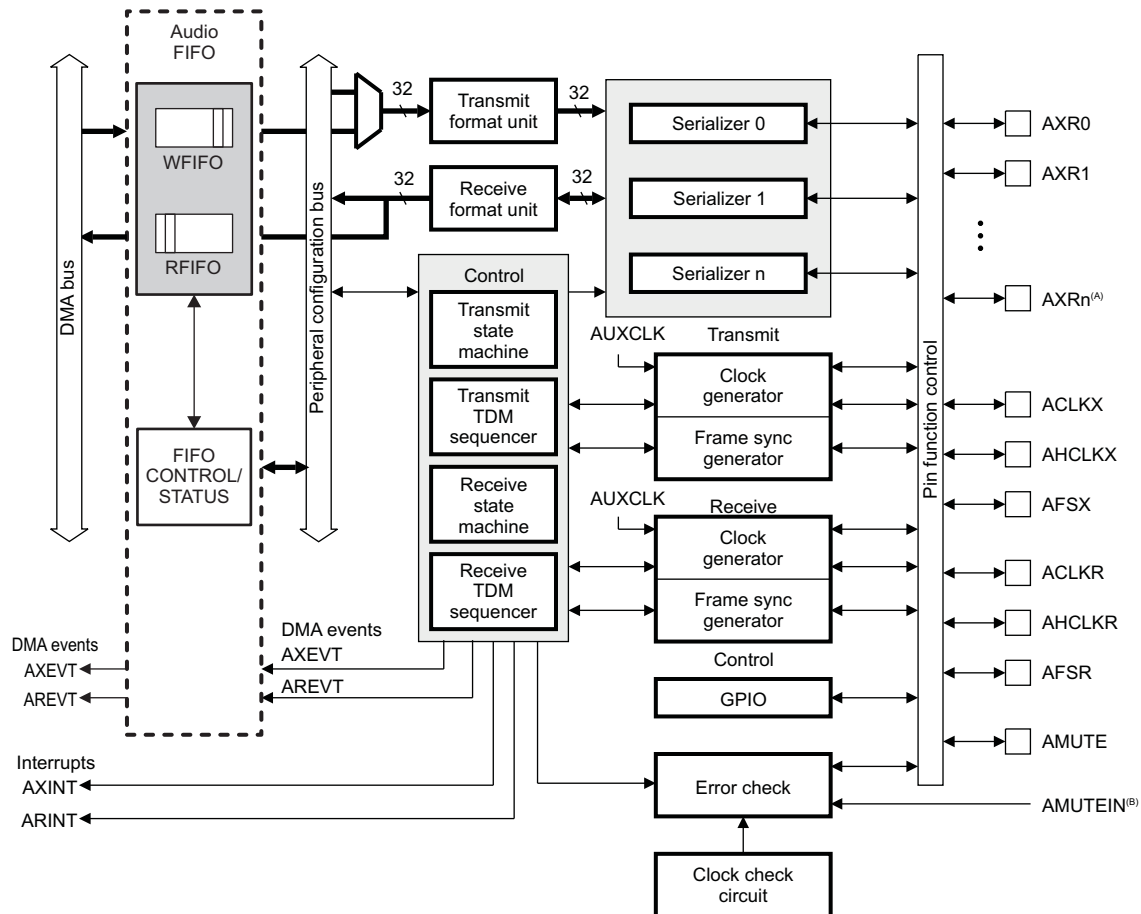 Audio
FIFO
WFIFO
RFIFO
DMA bus
FIFO
CONTROL/
STATUS
Peripheral configuration bus
32
Transmit
format unit
32
32
Receive
format unit
32
Serializer 0
Serializer 1
Serializer n
Control
Transmit
state
machine
Transmit
TDM
sequencer
Receive
state
machine
Receive
TDM
sequencer
Transmit
AUXCLK
Clock
generator
Frame sync
generator
AUXCLK
Receive
Clock
generator
Frame sync
generator
Control
GPIO
Error check
Clock check
circuit
Pin function control
AXR0
AXR1
AXRn(A)
ACLKX
AHCLKX
AFSX
ACLKR
AHCLKR
AFSR
AMUTE
AMUTEIN(B)
DMA events
AXEVT
AREVT
DMA events
AXEVT
AREVT
Interrupts
AXINT
ARINT